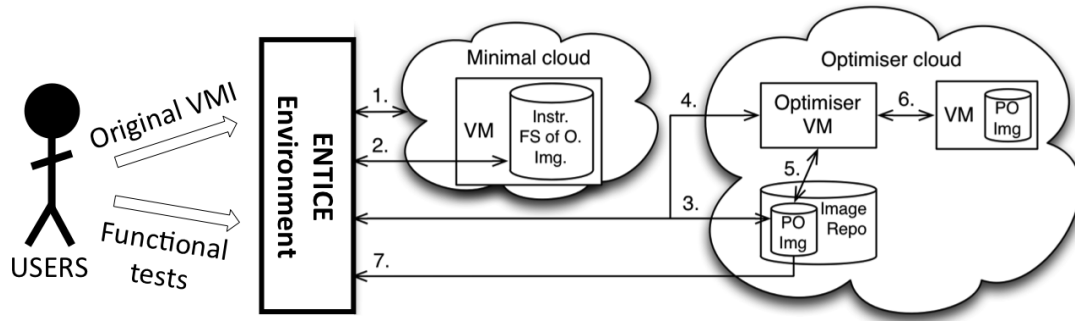 Original VMI
Functional
tests
USERS
ENTICE
Environment
Minimal cloud
1.
2.
VM
Instr.
FS of O.
Img.
3.
4.
7.
Optimiser cloud
Optimiser
VM
6.
VM
PO
Img
5.
PO
Img
Image
Repo